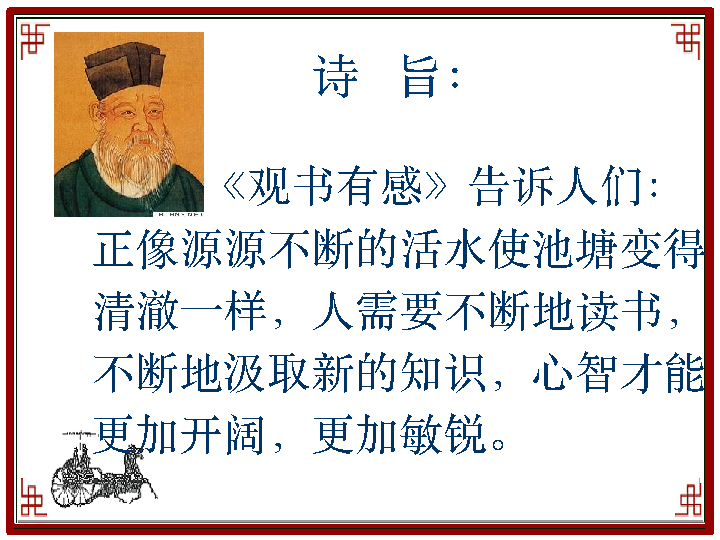 诗 旨：
《观书有感》告诉人们：
正像源源不断的活水使池塘变得
清澈一样，人需要不断地读书，
不断地汲取新的知识，心智才能
更加开阔，更加敏锐。